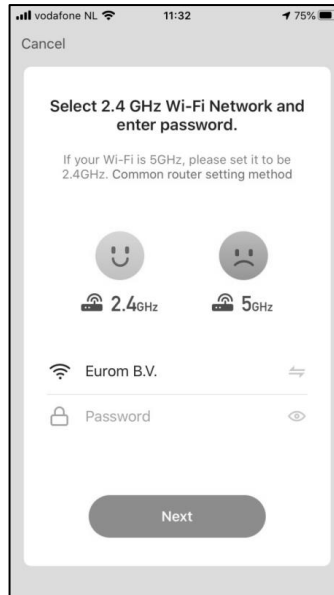 vodafone NL 11:32 75%
Cancel
Select 2.4 GHz Wi-Fi Network and
enter password.
If your Wi-Fi is 5GHz, please set it to be
2.4GHz. Common router setting method
2.4GHz 5GHz
Eurom B.V.
Password
Next